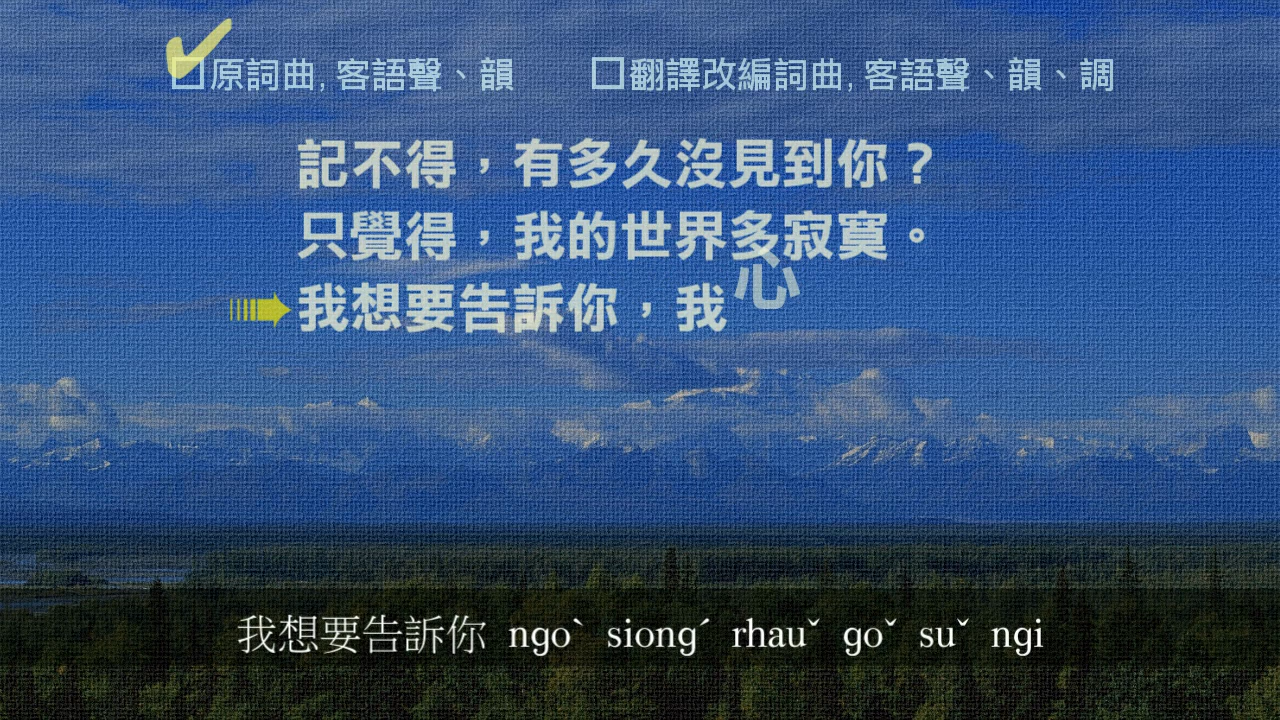 ✔□原詞曲, 客語聲、韻 □翻譯改編詞曲, 客語聲、韻、調
記不得，有多久沒見到你？
只覺得，我的世界多寂寞。
我想要告訴你，我心
我想要告訴你 ngoˋ siongˊ rhauˇ goˇ suˇ ngi